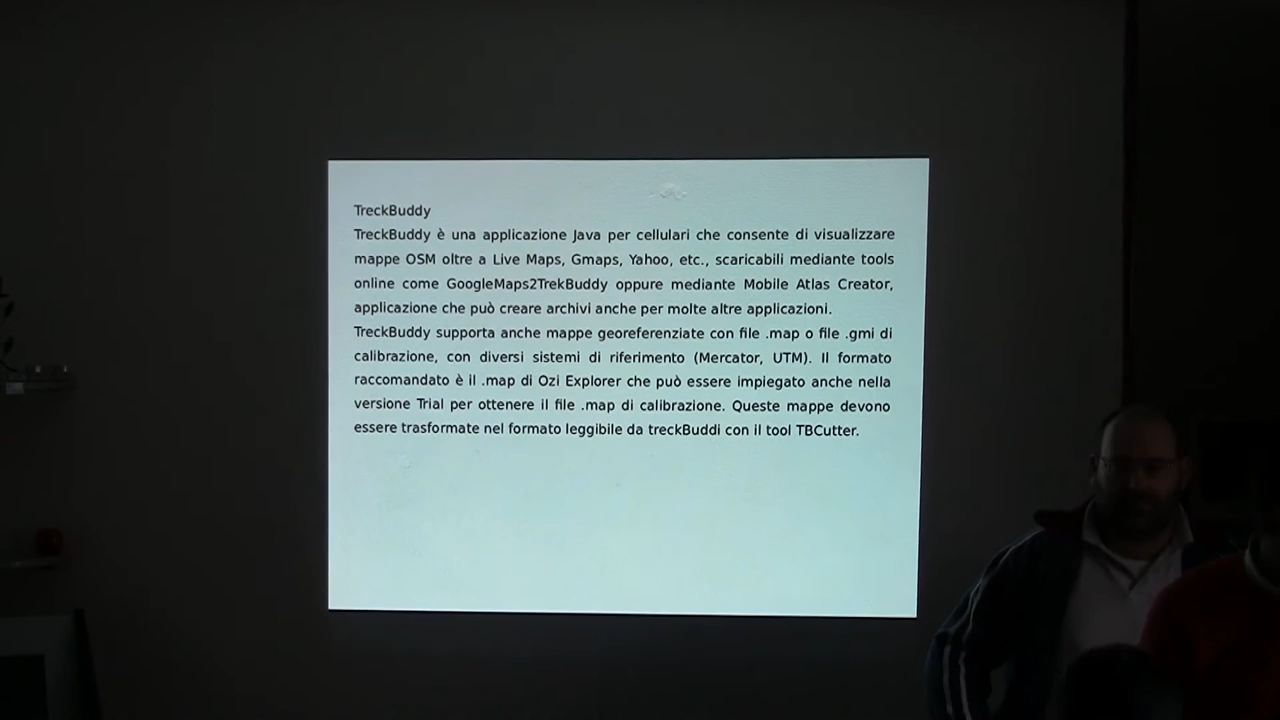 TreckBuddy
TreckBuddy è una applicazione Java per cellulari che consente di visualizzare
mappe OSM oltre a Live Maps, Gmaps, Yahoo, etc., scaricabili mediante tools
online come GoogleMaps2TrekBuddy oppure mediante Mobile Atlas Creator,
applicazione che può creare archivi anche per molte altre applicazioni.
TreckBuddy supporta anche mappe georeferenziate con file .map o file .gmi di
calibrazione, con diversi sistemi di riferimento (Mercator, UTM). Il formato
raccomandato è il .map di Ozi Explorer che può essere impiegato anche nella
versione Trial per ottenere il file .map di calibrazione. Queste mappe devono
essere trasformate nel formato leggibile da treckBuddi con il tool TBCutter.